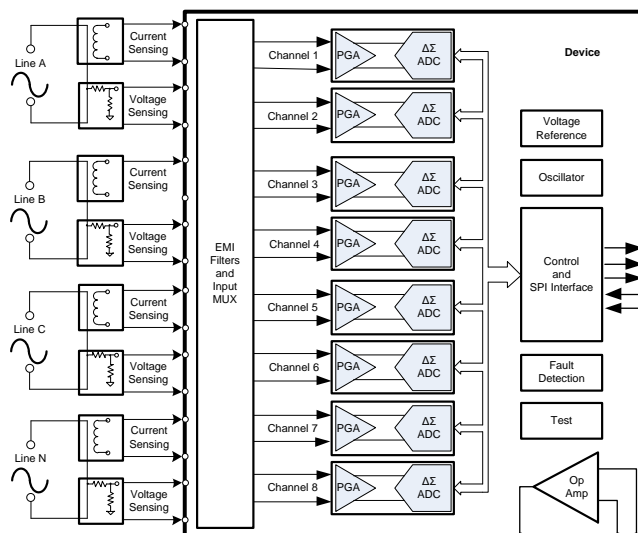 Line A
Current
Sensing
Voltage
Sensing
Line B
Current
Sensing
Voltage
Sensing
Line C
Current
Sensing
Voltage
Sensing
Line N
Current
Sensing
Voltage
Sensing
EMI
Filters
and
Input
MUX
Channel 1
PGA
ΔΣ
ADC
Channel 2
PGA
ΔΣ
ADC
Channel 3
PGA
ΔΣ
ADC
Channel 4
PGA
ΔΣ
ADC
Channel 5
PGA
ΔΣ
ADC
Channel 6
PGA
ΔΣ
ADC
Channel 7
PGA
ΔΣ
ADC
Channel 8
PGA
ΔΣ
ADC
Device
Voltage
Reference
Oscillator
Control
and
SPI Interface
Fault
Detection
Test
Op
Amp